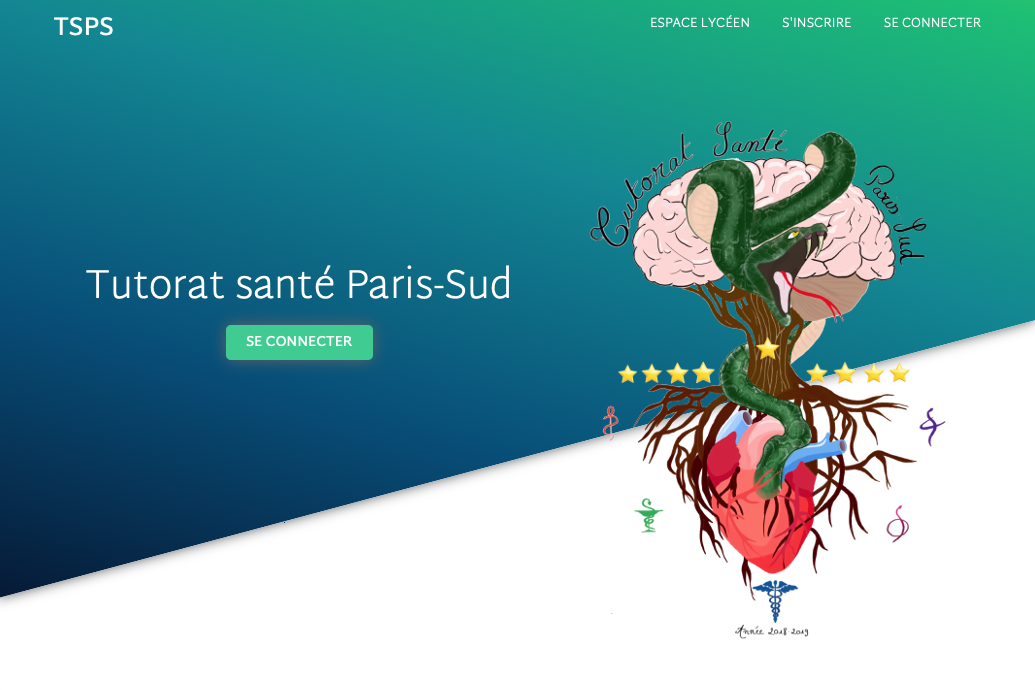 TSPS
ESPACE LYCÉEN
S'INSCRIRE
SE CONNECTER
Tutorat Santé Paris Sud
Tutorat santé Paris-Sud
SE CONNECTER
Année 2018 2019